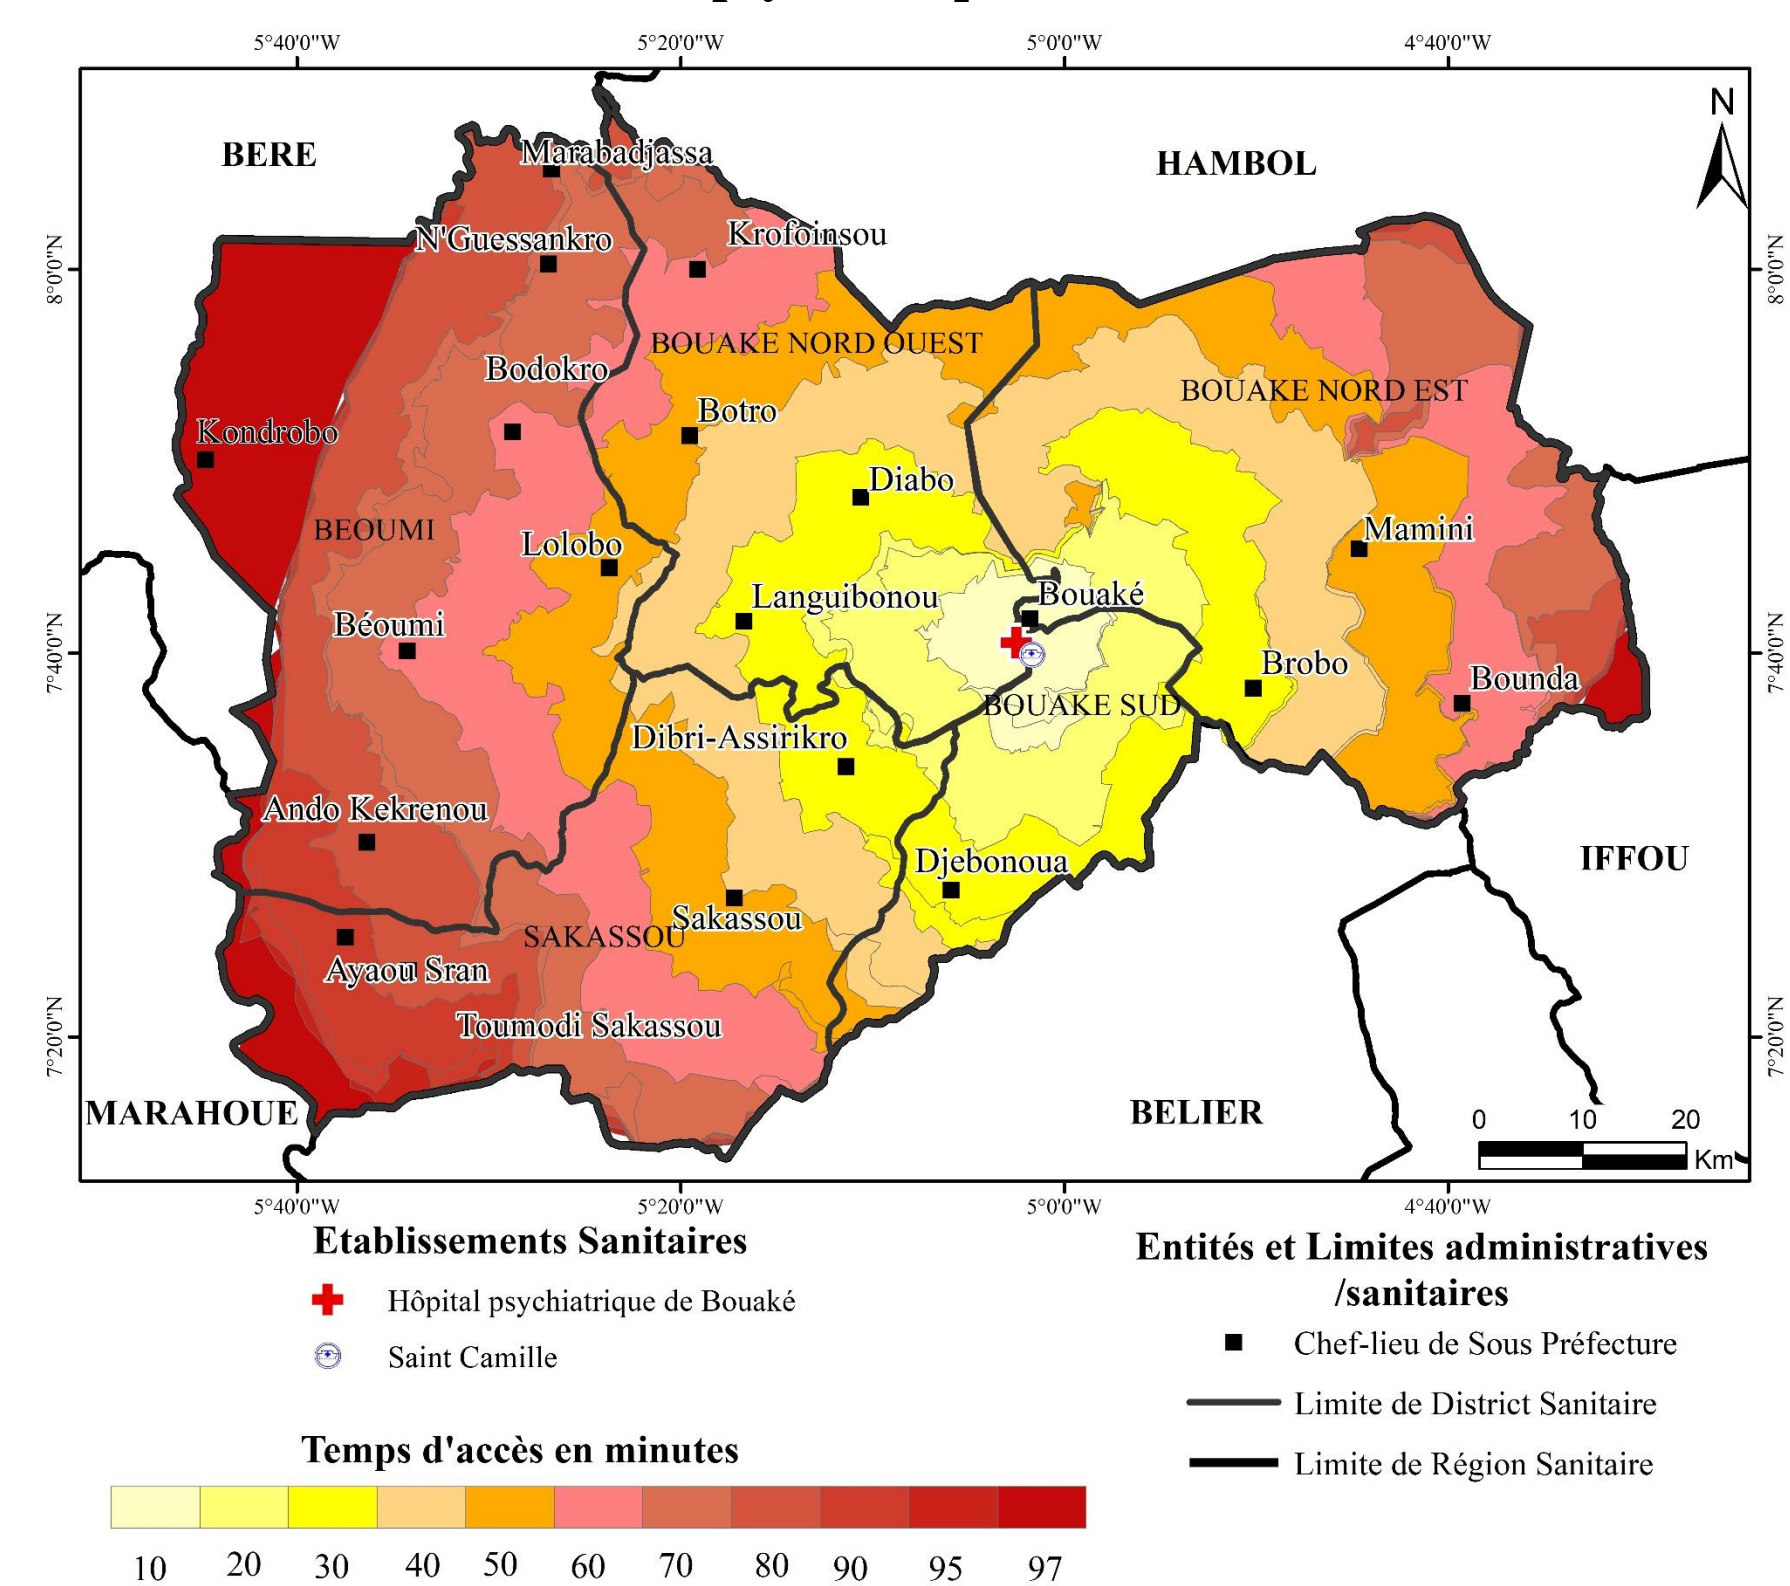 5°40'0"W 5°20'0"W 5°0'0"W 4°40'0"W
N
BERE
HAMBOL
Marabadjassa
N'Guessankro
Krofoinsou
8°0'0"N
8°0'0"N
BOUAKE NORD OUEST
Bodokro
BOUAKE NORD EST
Botro
Kondrobo
Diabo
BEOUMI
Lolobo
Mamini
Languibonou
Bouaké
Béoumi
7°40'0"N
7°40'0"N
Brobo
Bounda
BOUAKE SUD
Dibri-Assirikro
Ando Kekrenou
Djebonoua
IFFOU
Sakassou
SAKASSOU
Ayaou Sran
Toumodi Sakassou
7°20'0"N
7°20'0"N
MARAHOUE
BELIER
0 10 20
Km
5°40'0"W 5°20'0"W 5°0'0"W 4°40'0"W
Etablissements Sanitaires
Hôpital psychiatrique de Bouaké
Saint Camille
Entités et Limites administratives
/sanitaires
Chef-lieu de Sous Préfecture
Limite de District Sanitaire
Limite de Région Sanitaire
Temps d'accès en minutes
10 20 30 40 50 60 70 80 90 95 97